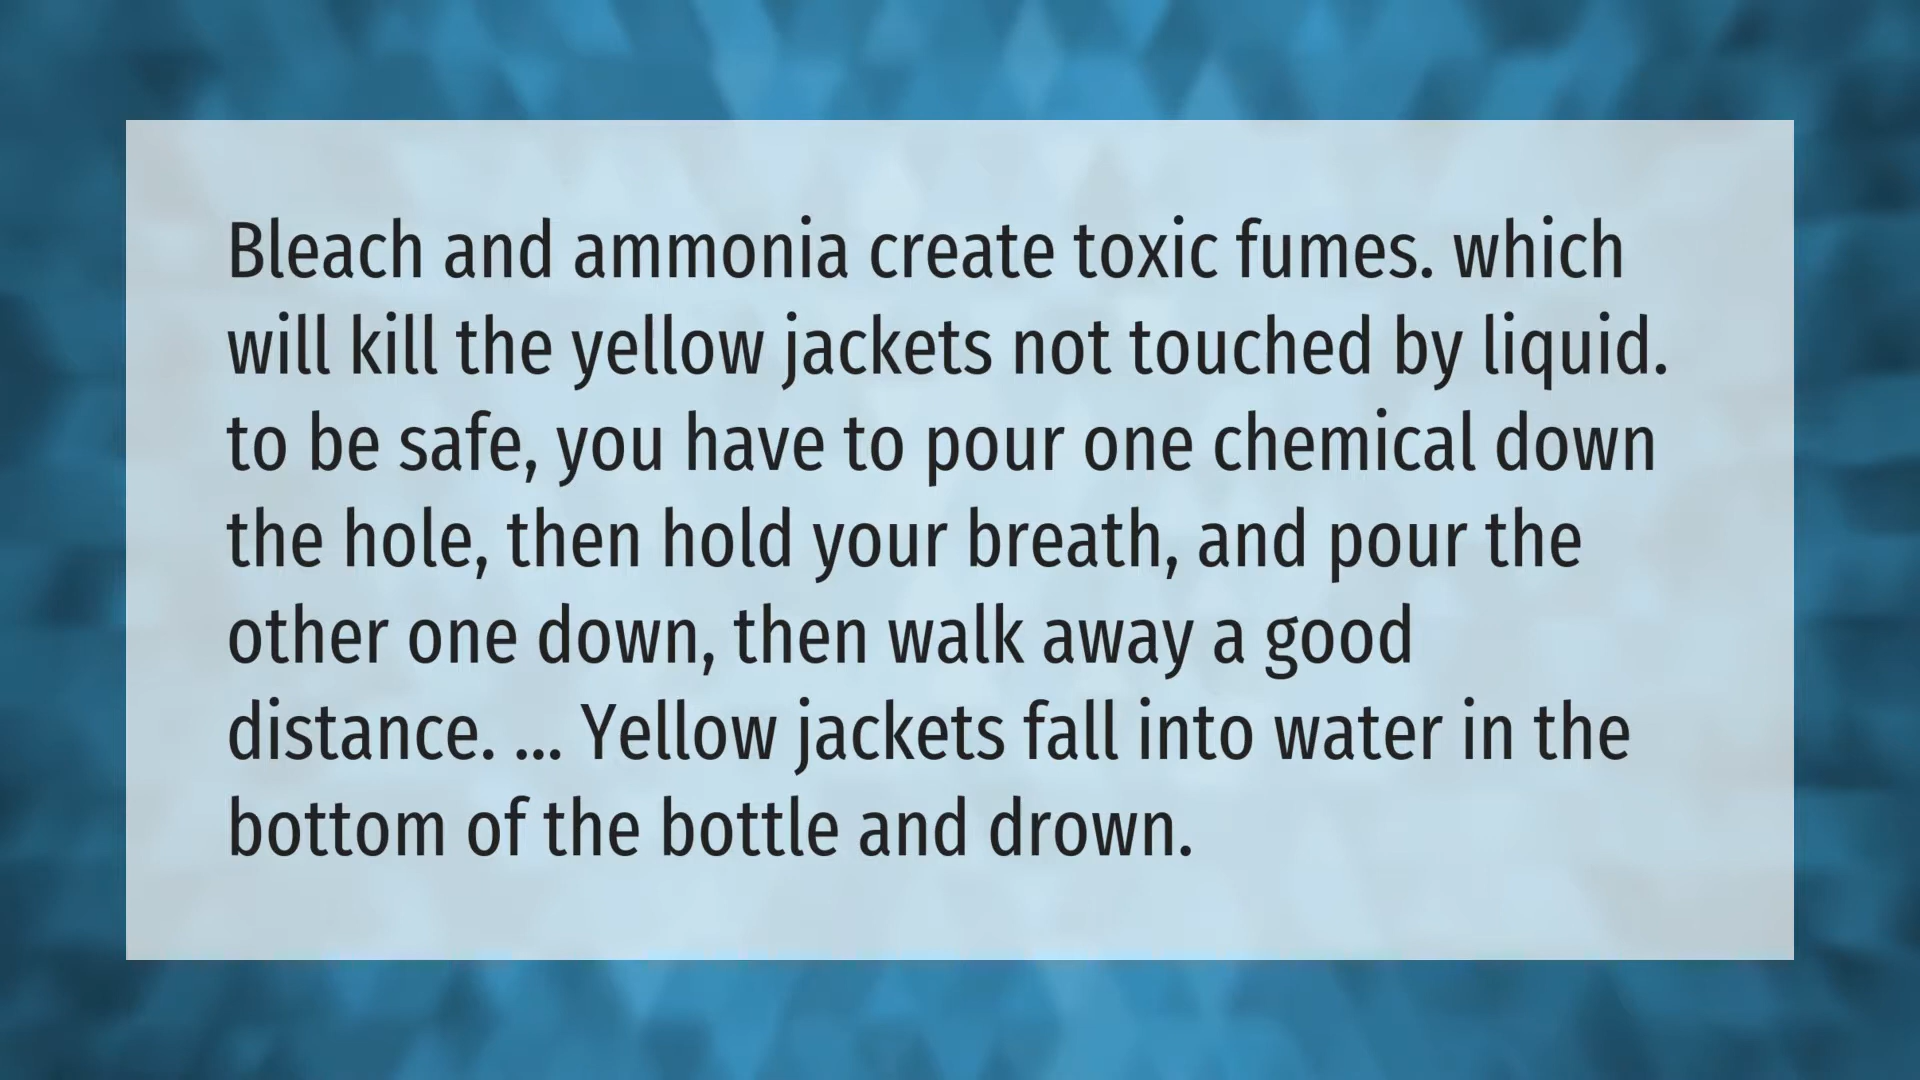 Bleach and ammonia create toxic fumes. which
will kill the yellow jackets not touched by liquid.
to be safe, you have to pour one chemical down
the hole, then hold your breath, and pour the
other one down, then walk away a good
distance. ... Yellow jackets fall into water in the
bottom of the bottle and drown.